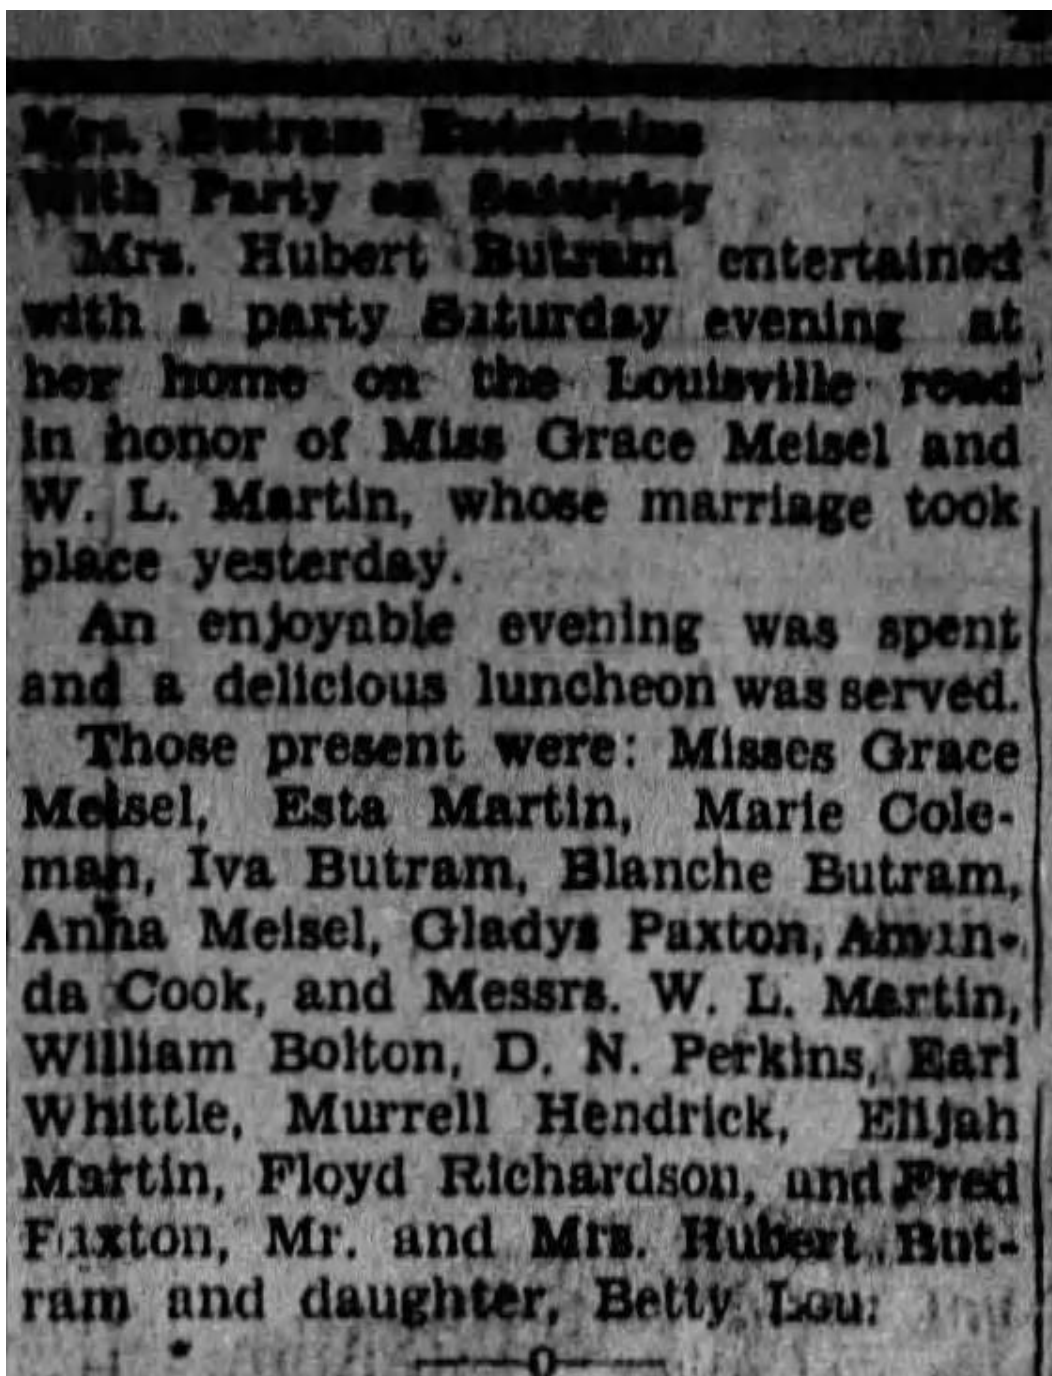 Mrs. Butram Entertains
With Party on Saturday
Mrs. Hubert Butram entertained
with a party Saturday evening at
her home on the Louisville road
in honor of Miss Grace Meisel and
W. L. Martin, whose marriage took
place yesterday.
An enjoyable evening was spent
and a delicious luncheon was served.
Those present were: Misses Grace
Meisel, Esta Martin, Marie Cole-
man, Iva Butram, Blanche Butram,
Anna Meisel, Gladys Paxton,
da Cook, and Messrs. W. L. Martin,
William Bolton, D. N. Perkins, Earl
Whittle, Murrell Hendrick, Elijah
Martin, Floyd Richardson, and Fred
Paxton, Mr. and Mrs. Hubert But-
ram and daughter, Betty Lou.